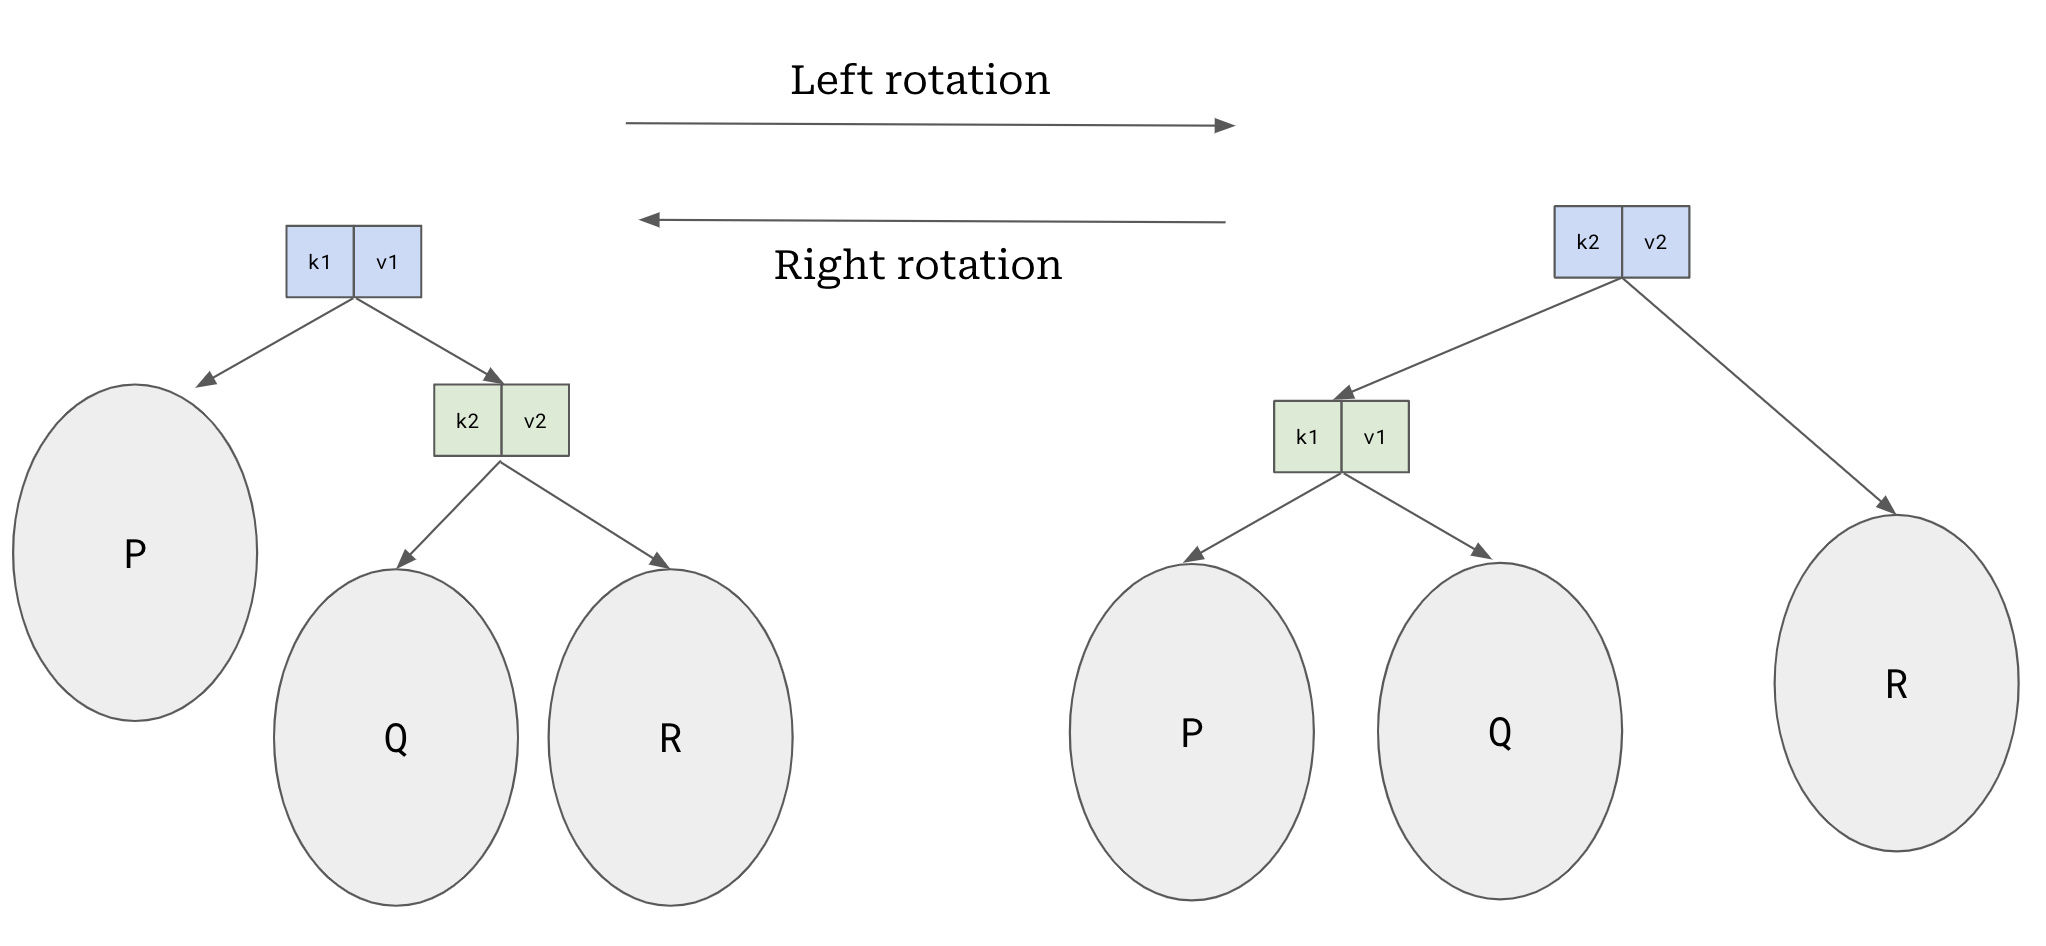 Left rotation
Right rotation
k1 v1
k2 v2
P
Q
R
k2 v2
k1 v1
P
Q
R